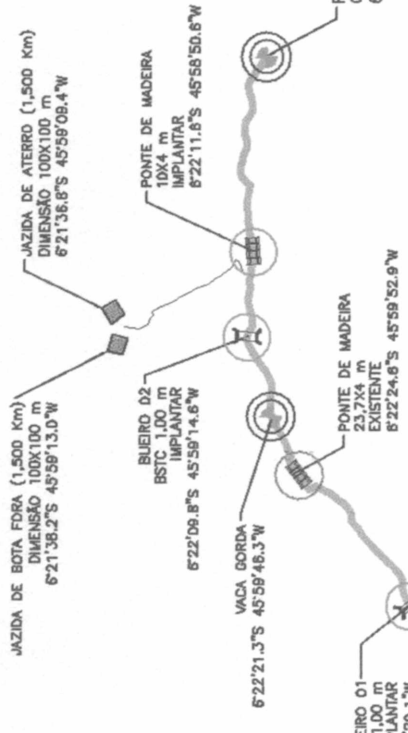 JAZIDA DE BOTA FORA (1,500 Km)
DIMENSÃO 100X100 m
6°21'38.2"S 45°59'13.0"W
JAZIDA DE ATERRO (1,500 Km)
DIMENSÃO 100X100 m
6°21'36.8"S 45°59'09.4"W
BUEIRO 02
BSTC 1,00 m
IMPLANTAR
6°22'09.8"S 45°59'14.6"W
PONTE DE MADEIRA
10X4 m
IMPLANTAR
6°22'11.8"S 45°58'50.6"W
VACA GORDA
6°22'21.3"S 45°59'46.3"W
PONTE DE MADEIRA
23,7X4 m
EXISTENTE
6°22'24.6"S 45°59'52.9"W
EIRO 01
1,00 m
PLANTAR